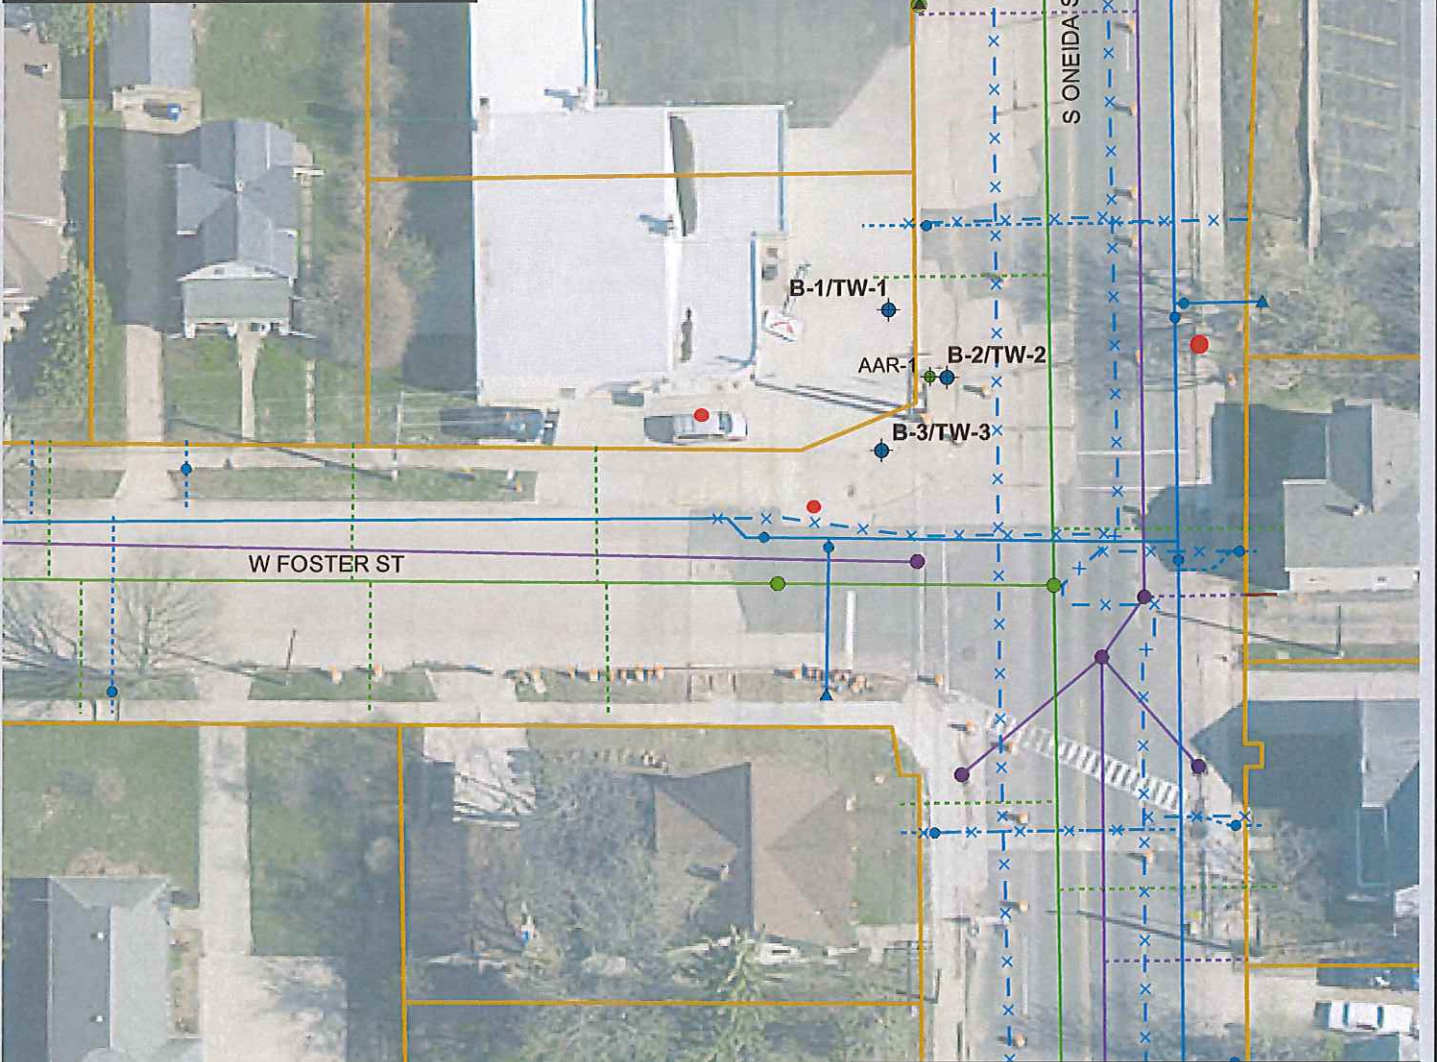 S ONEIDA S
B-1/TW-1
B-2/TW-2
AAR-1
B-3/TW-3
W FOSTER ST